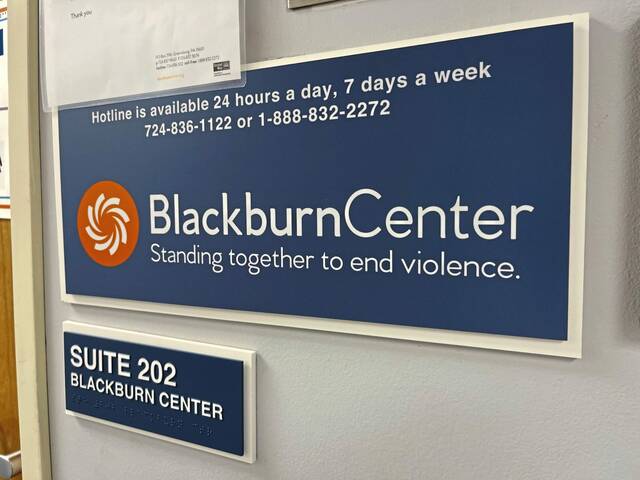 Thank you
Hotline is available 24 hours a day, 7 days a week
724-836-1122 or 1-888-832-2272
BlackburnCenter
Standing together to end violence.
SUITE 202
BLACKBURN CENTER